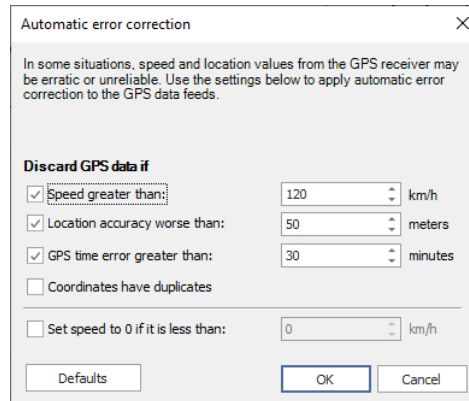 Automatic error correction
In some situations, speed and location values from the GPS receiver may
be erratic or unreliable. Use the settings below to apply automatic error
correction to the GPS data feeds.
Discard GPS data if
Speed greater than: 120 km/h
Location accuracy worse than: 50 meters
GPS time error greater than: 30 minutes
Coordinates have duplicates
Set speed to 0 if it is less than: 0 km/h
Defaults OK Cancel